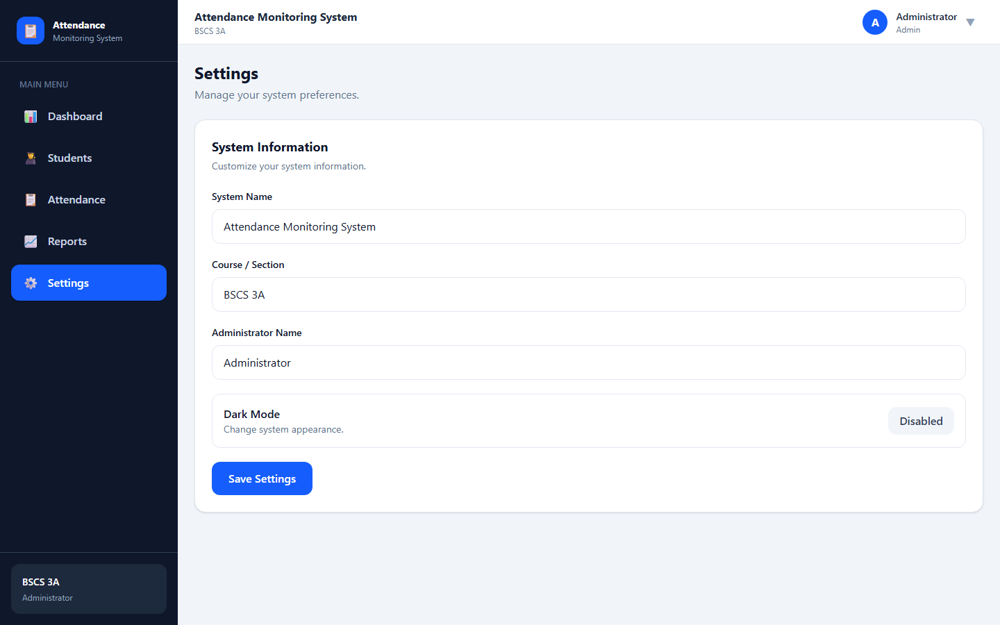 Attendance
Monitoring System
MAIN MENU
Dashboard
Students
Attendance
Reports
Settings
BSCS 3A
Administrator
Attendance Monitoring System
BSCS 3A
A
Administrator
Admin
Settings
Manage your system preferences.
System Information
Customize your system information.
System Name
Attendance Monitoring System
Course / Section
BSCS 3A
Administrator Name
Administrator
Dark Mode
Change system appearance.
Disabled
Save Settings